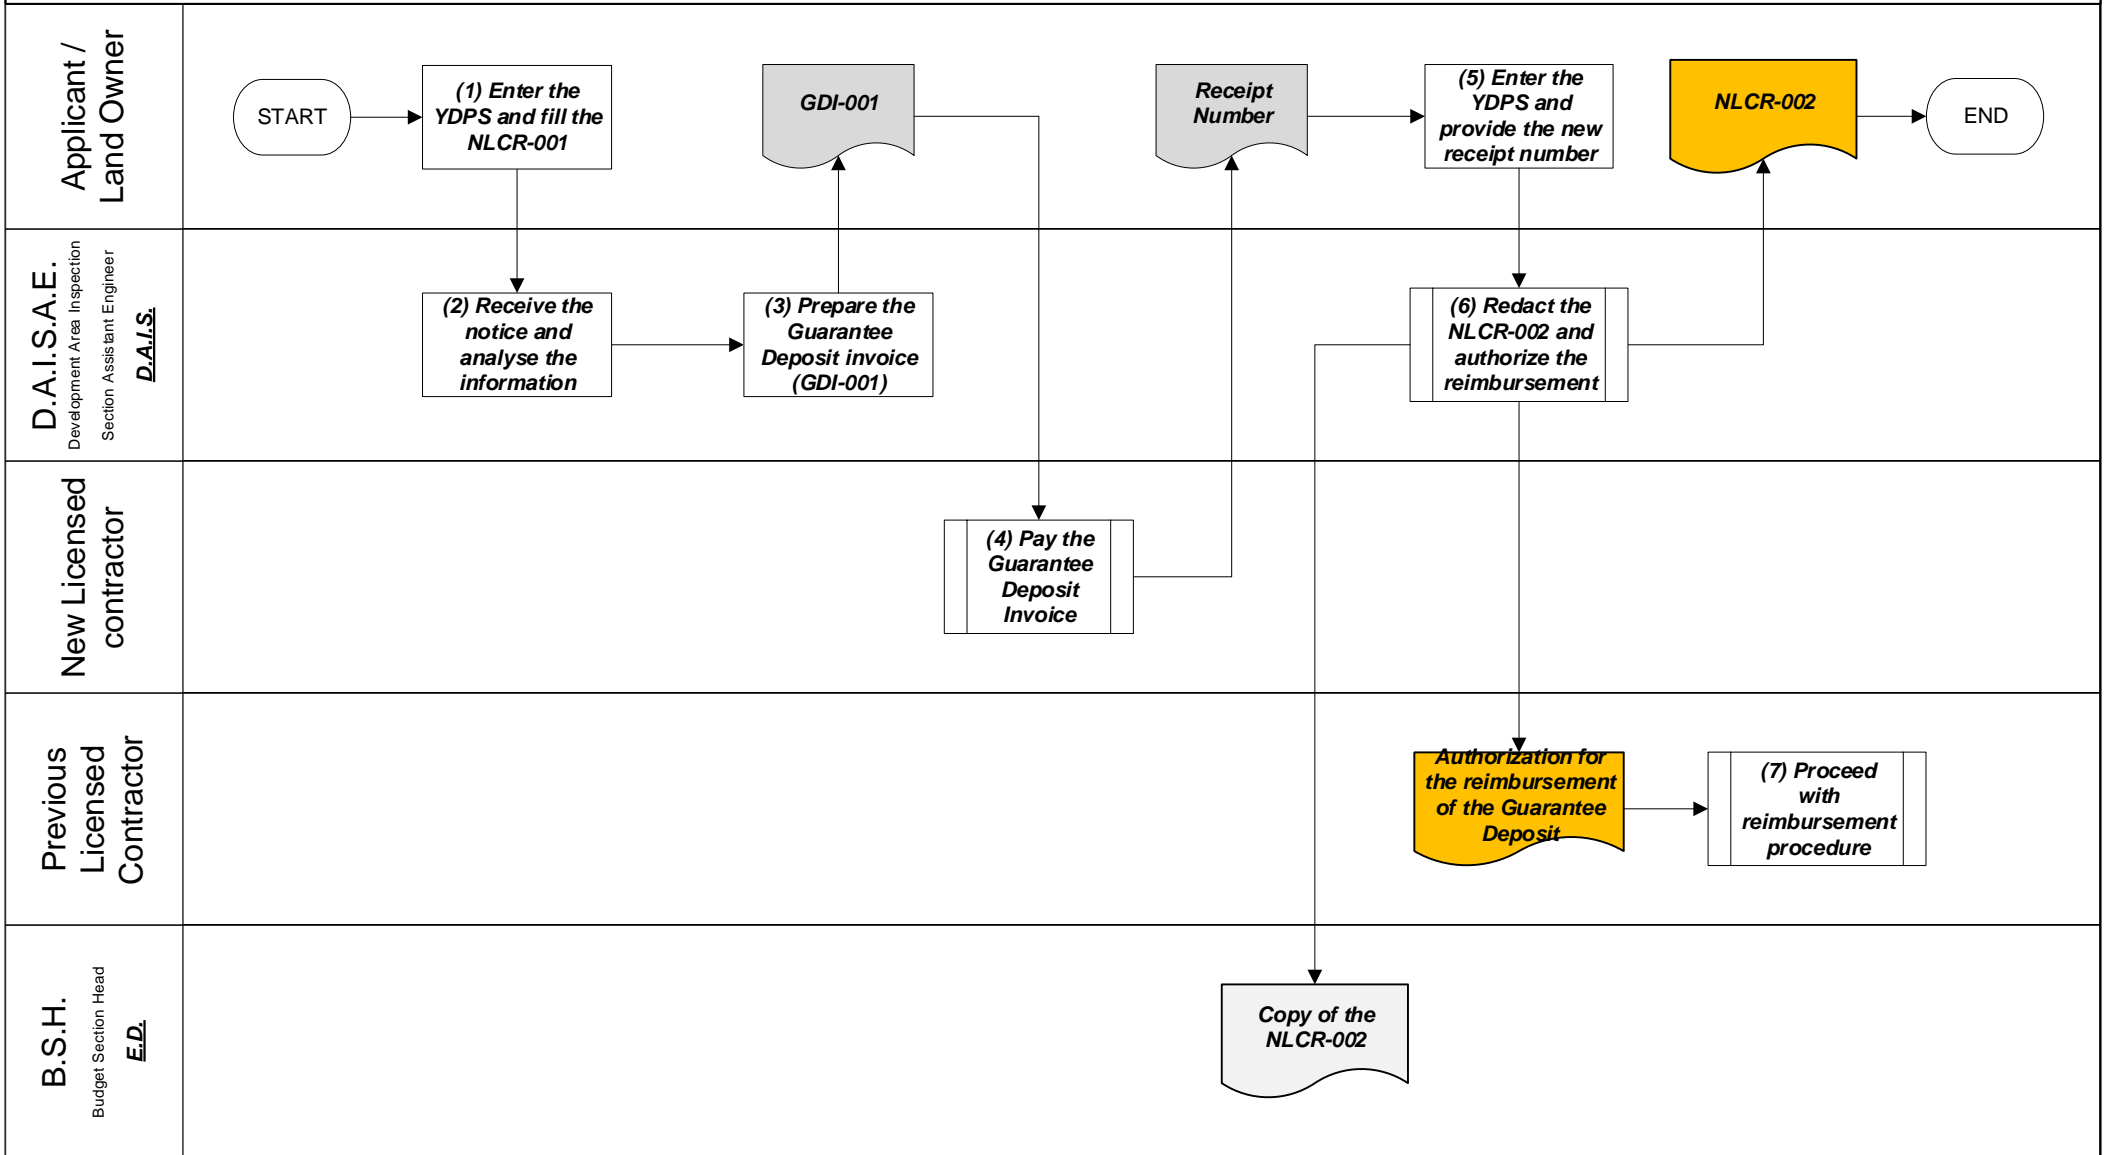 Applicant /
Land Owner
START
(1) Enter the
YDPS and fill the
NLCR-001
GDI-001
Receipt
Number
(5) Enter the
YDPS and
provide the new
receipt number
NLCR-002
END
D.A.I.S.A.E.
Development Area Inspection
Section Assistant Engineer
D.A.I.S.
(2) Receive the
notice and
analyse the
information
(3) Prepare the
Guarantee
Deposit invoice
(GDI-001)
(6) Redact the
NLCR-002 and
authorize the
reimbursement
New Licensed
contractor
(4) Pay the
Guarantee
Deposit
Invoice
Previous
Licensed
Contractor
Authorization for
the reimbursement
of the Guarantee
Deposit
(7) Proceed
with
reimbursement
procedure
B.S.H.
Budget Section Head
E.D.
Copy of the
NLCR-002